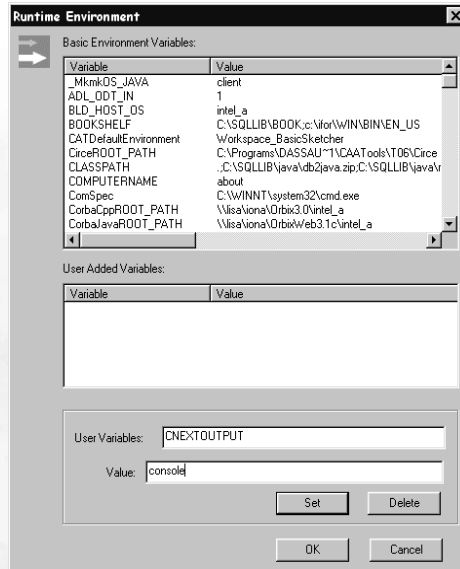 Runtime Environment
Basic Environment Variables:
Variable Value
_MkmkOS_JAVA client
ADL_ODT_IN 1
BLD_HOST_OS intel_a
BOOKSHELF C:\SQLLIB\BOOK;c:\ifor\WIN\BIN\EN_US
CATDefaultEnvironment Workspace_BasicSketcher
CirceROOT_PATH C:\Programs\DASSAU~1\CAATools\T06\Circe
CLASSPATH .;C:\SQLLIB\java\db2java.zip;C:\SQLLIB\java\r
COMPUTERNAME about
ComSpec C:\WINNT\system32\cmd.exe
CorbaCppROOT_PATH \\lisa\iona\Orbix3.0\intel_a
CorbaJavaROOT_PATH \\lisa\iona\OrbixWeb3.1c\intel_a
User Added Variables:
Variable Value
User Variables: CNEXTOUTPUT
Value: console
Set Delete
OK Cancel